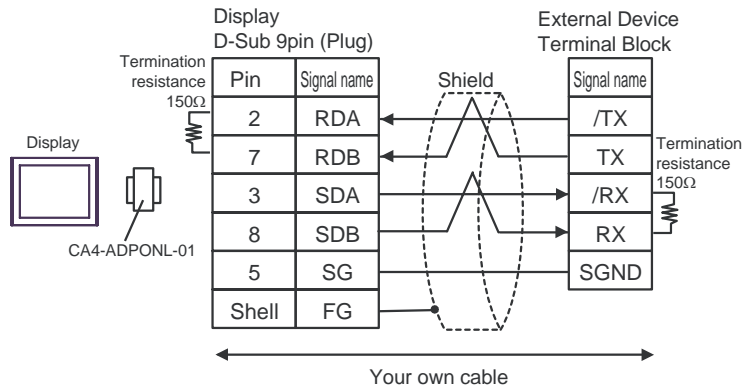 Display
D-Sub 9pin (Plug)
External Device
Terminal Block
Termination
resistance
150Ω
Pin
Signal name
Shield
Signal name
2
RDA
/TX
7
RDB
TX
Termination
resistance
150Ω
Display
3
SDA
/RX
8
SDB
RX
CA4-ADPONL-01
5
SG
SGND
Shell
FG
Your own cable